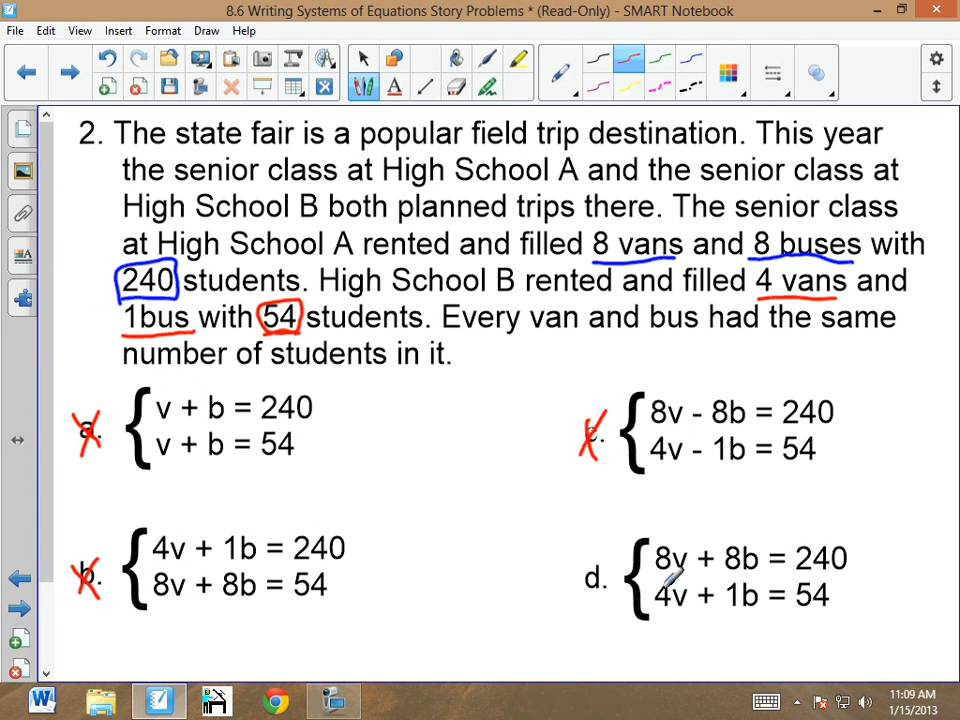 8.6 Writing Systems of Equations Story Problems * (Read-Only) - SMART Notebook
File Edit View Insert Format Draw Help
2. The state fair is a popular field trip destination. This year
the senior class at High School A and the senior class at
High School B both planned trips there. The senior class
at High School A rented and filled 8 vans and 8 buses with
240 students. High School B rented and filled 4 vans and
1bus with 54 students. Every van and bus had the same
number of students in it.
a. { v + b = 240
v + b = 54
c. { 8v - 8b = 240
4v - 1b = 54
b. { 4v + 1b = 240
8v + 8b = 54
d. { 8v + 8b = 240
4v + 1b = 54
11:09 AM
1/15/2013